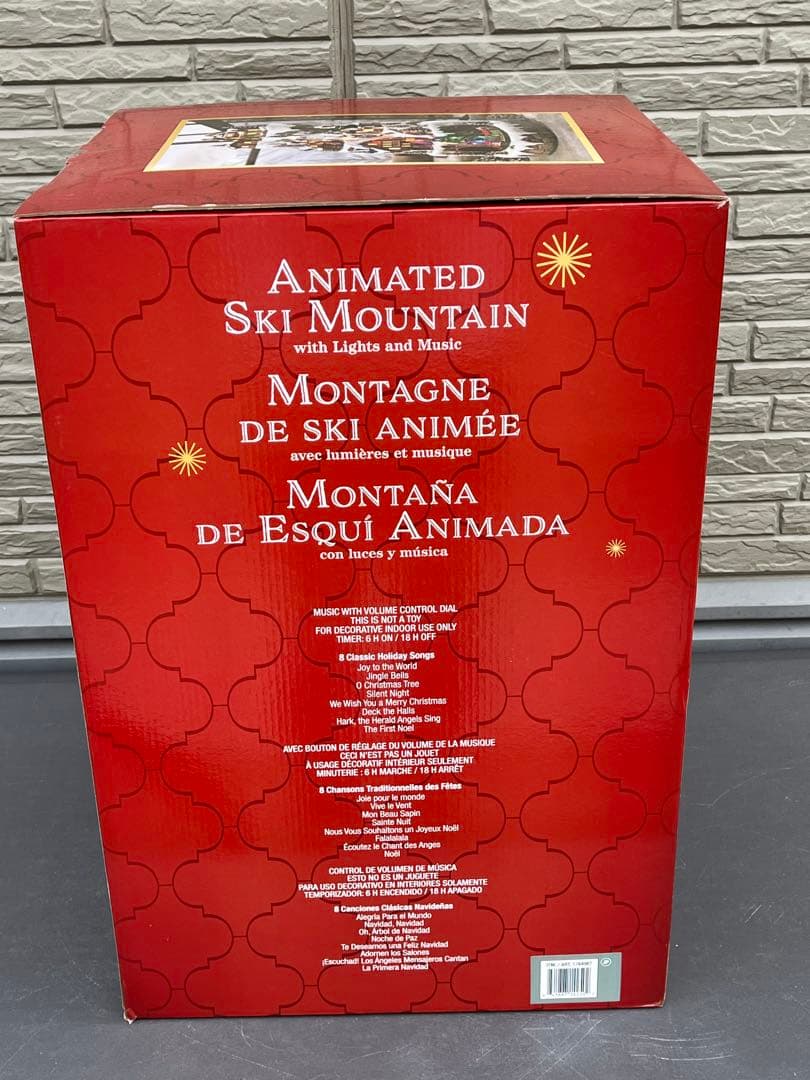 ANIMATED
SKI MOUNTAIN
with Lights and Music
MONTAGNE
DE SKI ANIMÉE
avec lumières et musique
MONTAÑA
DE ESQUÍ ANIMADA
con luces y música
MUSIC WITH VOLUME CONTROL DIAL
THIS IS NOT A TOY
FOR DECORATIVE INDOOR USE ONLY
TIMER: 6 H ON / 18 H OFF
8 Classic Holiday Songs
Joy to the World
Jingle Bells
O Christmas Tree
Silent Night
We Wish You a Merry Christmas
Deck the Halls
Hark, the Herald Angels Sing
The First Noel
AVEC BOUTON DE RÉGLAGE DU VOLUME DE LA MUSIQUE
CECI N'EST PAS UN JOUET
À USAGE DÉCORATIF INTÉRIEUR SEULEMENT
MINUTERIE : 6 H MARCHE / 18 H ARRÊT
8 Chansons Traditionnelles des Fêtes
Joie pour le monde
Vive le Vent
Mon Beau Sapin
Sainte Nuit
Nous Vous Souhaitons un Joyeux Noël
Falalalala
Écoutez le Chant des Anges
Noël
CONTROL DE VOLUMEN DE MÚSICA
ESTO NO ES UN JUGUETE
PARA USO DECORATIVO EN INTERIORES SOLAMENTE
TEMPORIZADOR: 6 H ENCENDIDO / 18 H APAGADO
8 Canciones Clásicas Navideñas
Alegría Para el Mundo
Navidad, Navidad
Oh, Árbol de Navidad
Noche de Paz
Te Deseamos una Feliz Navidad
Adornen los Salones
¡Escuchad! Los Ángeles Mensajeros Cantan
La Primera Navidad
ITM. / ART.